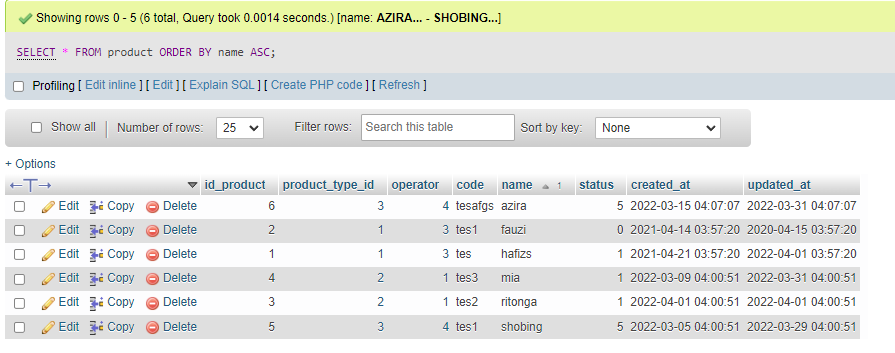 Showing rows 0 - 5 (6 total, Query took 0.0014 seconds.) [name: AZIRA... - SHOBING...]
SELECT * FROM product ORDER BY name ASC;
Profiling [ Edit inline ] [ Edit ] [ Explain SQL ] [ Create PHP code ] [ Refresh ]
Show all Number of rows: 25 Filter rows: Search this table Sort by key: None
+ Options
←T→ id_product product_type_id operator code name 1 status created_at updated_at
Edit Copy Delete 6 3 4 tesafgs azira 5 2022-03-15 04:07:07 2022-03-31 04:07:07
Edit Copy Delete 2 1 3 tes1 fauzi 0 2021-04-14 03:57:20 2020-04-15 03:57:20
Edit Copy Delete 1 1 3 tes hafizs 1 2021-04-21 03:57:20 2022-04-01 03:57:20
Edit Copy Delete 4 2 1 tes3 mia 1 2022-03-09 04:00:51 2022-03-31 04:00:51
Edit Copy Delete 3 2 1 tes2 ritonga 1 2022-04-01 04:00:51 2022-04-01 04:00:51
Edit Copy Delete 5 3 4 tes1 shobing 5 2022-03-05 04:00:51 2022-03-29 04:00:51